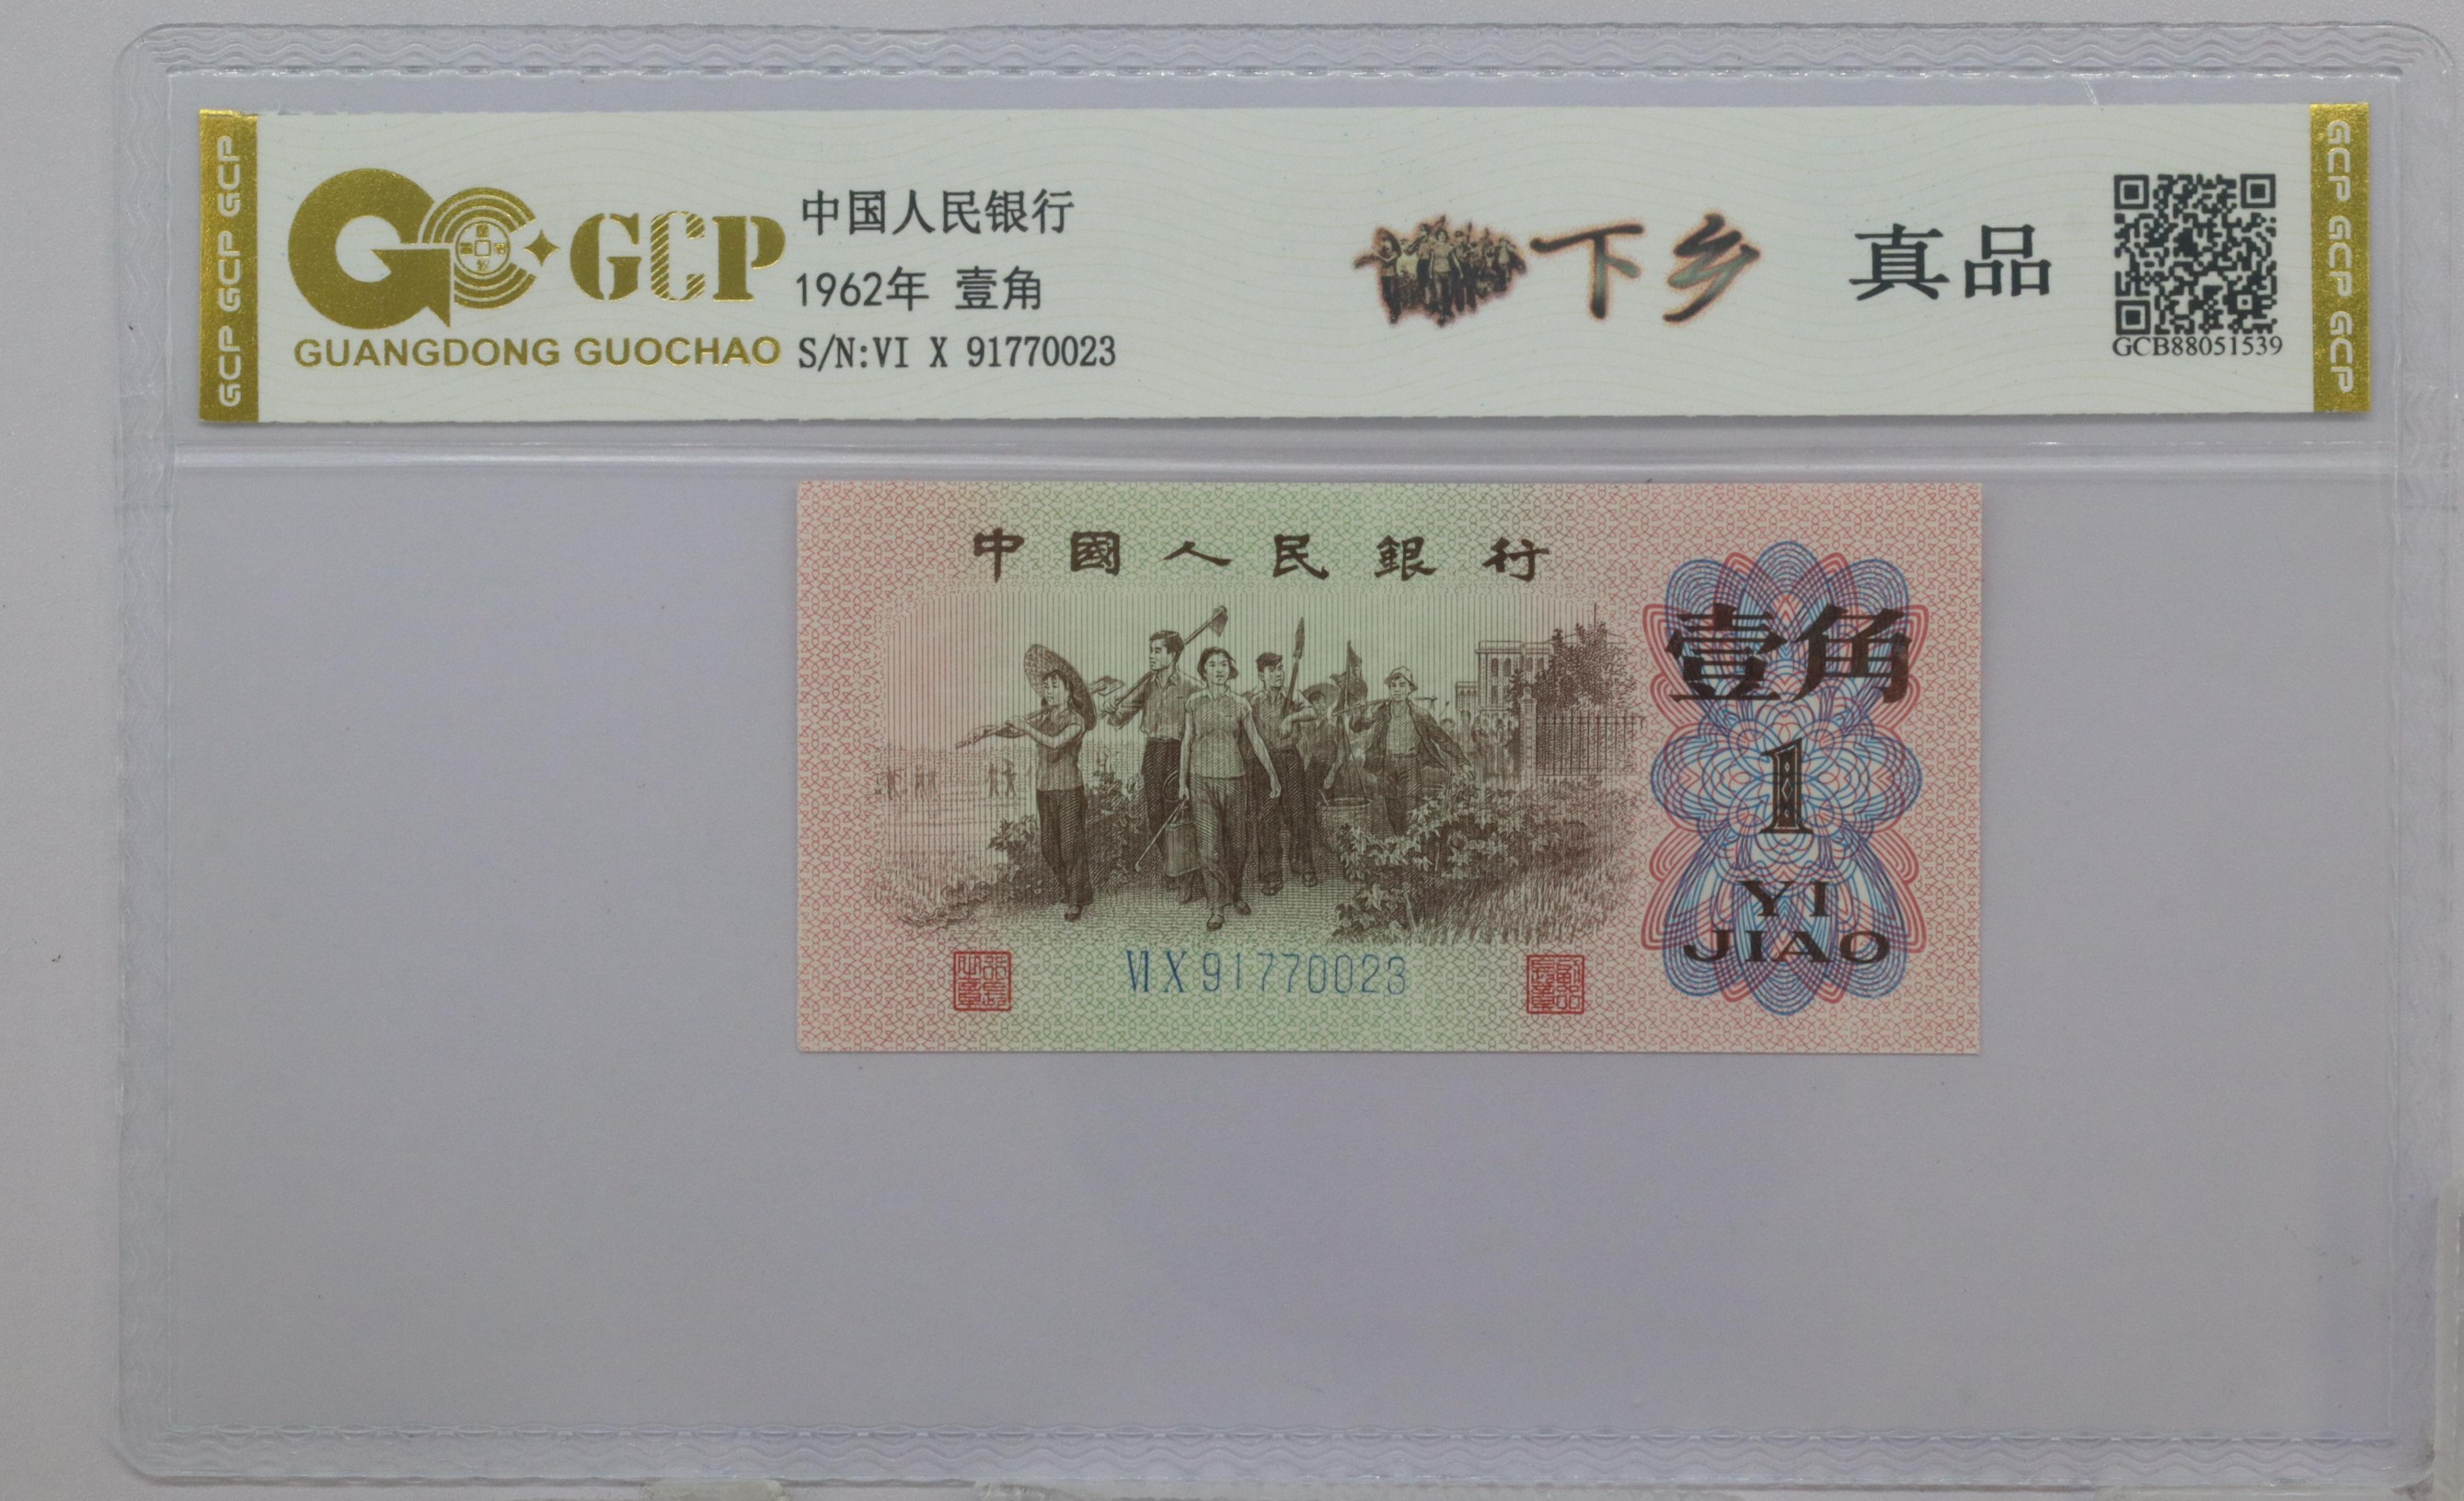 GCP GCP GCP
GCP
GUANGDONG GUOCHAO
中国人民银行
1962年 壹角
S/N:VI X 91770023
下乡
真品
GCB88051539
GCP GCP GCP
中國人民銀行
壹角
1
YI
JIAO
VI X 91770023